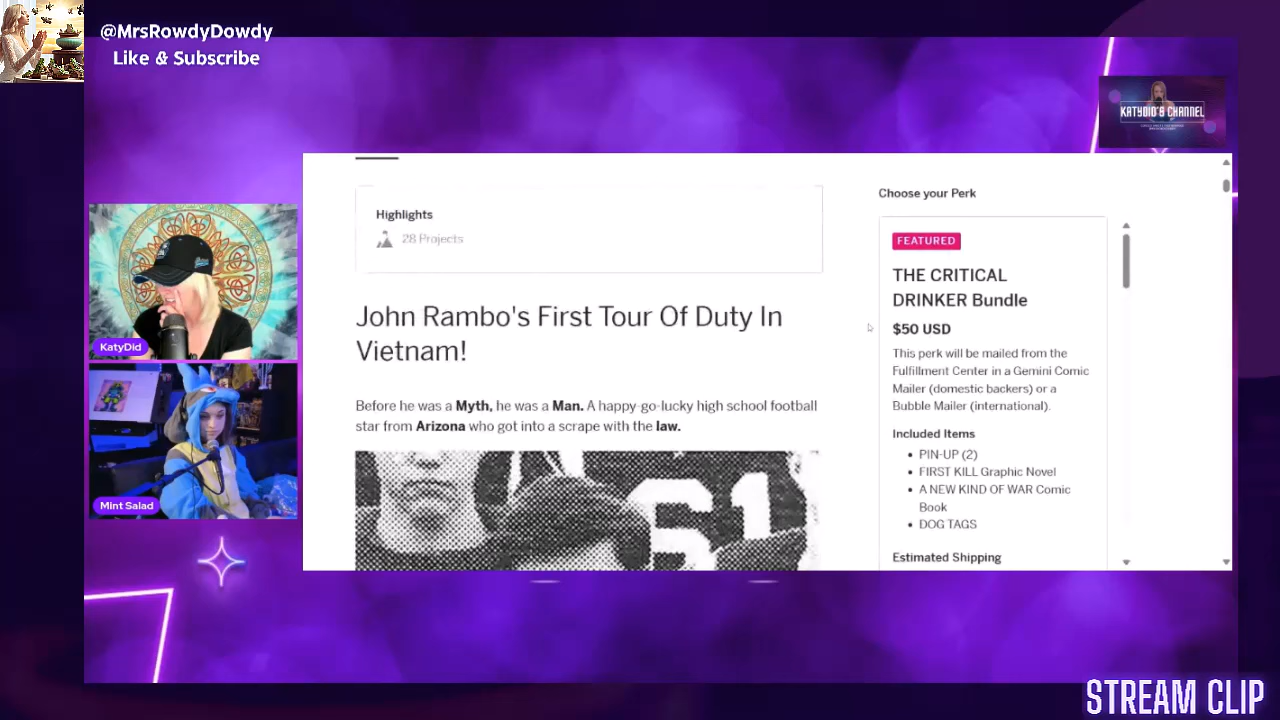 @MrsRowdyDowdy
Like & Subscribe
KATYDID'S CHANNEL
Highlights
28 Projects
John Rambo's First Tour Of Duty In
Vietnam!
Before he was a Myth, he was a Man. A happy-go-lucky high school football
star from Arizona who got into a scrape with the law.
61
Choose your Perk
FEATURED
THE CRITICAL
DRINKER Bundle
$50 USD
This perk will be mailed from the
Fulfillment Center in a Gemini Comic
Mailer (domestic backers) or a
Bubble Mailer (international).
Included Items
PIN-UP (2)
FIRST KILL Graphic Novel
A NEW KIND OF WAR Comic
Book
DOG TAGS
Estimated Shipping
KatyDid
Mint Salad
STREAM CLIP